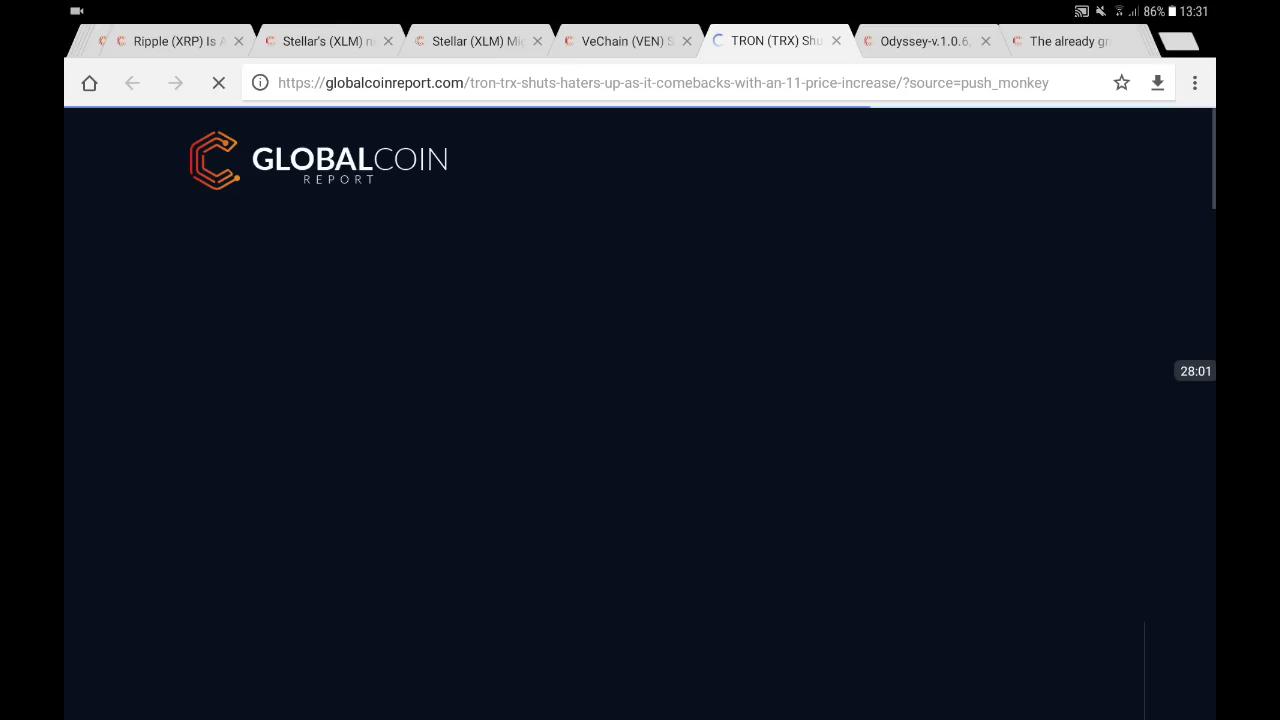 86% 13:31
Ripple (XRP) Is A
Stellar's (XLM) n
Stellar (XLM) Mig
VeChain (VEN) S
TRON (TRX) Shu
Odyssey-v.1.0.6,
The already gr
https://globalcoinreport.com/tron-trx-shuts-haters-up-as-it-comebacks-with-an-11-price-increase/?source=push_monkey
GLOBALCOIN
REPORT
28:01